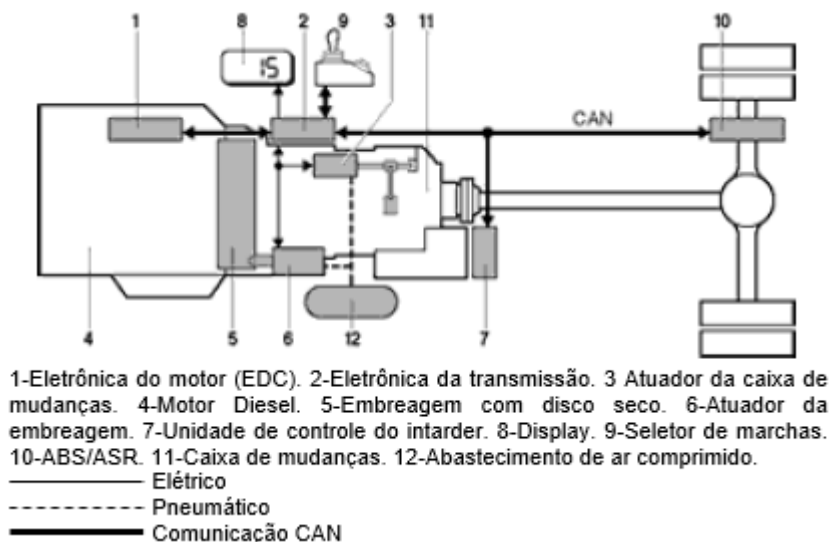 8 1 2 9 3 11 10
15
CAN
4 5 6 12 7
1-Eletrônica do motor (EDC). 2-Eletrônica da transmissão. 3 Atuador da caixa de
mudanças. 4-Motor Diesel. 5-Embreagem com disco seco. 6-Atuador da
embreagem. 7-Unidade de controle do intarder. 8-Display. 9-Seletor de marchas.
10-ABS/ASR. 11-Caixa de mudanças. 12-Abastecimento de ar comprimido.
Elétrico
Pneumático
Comunicação CAN